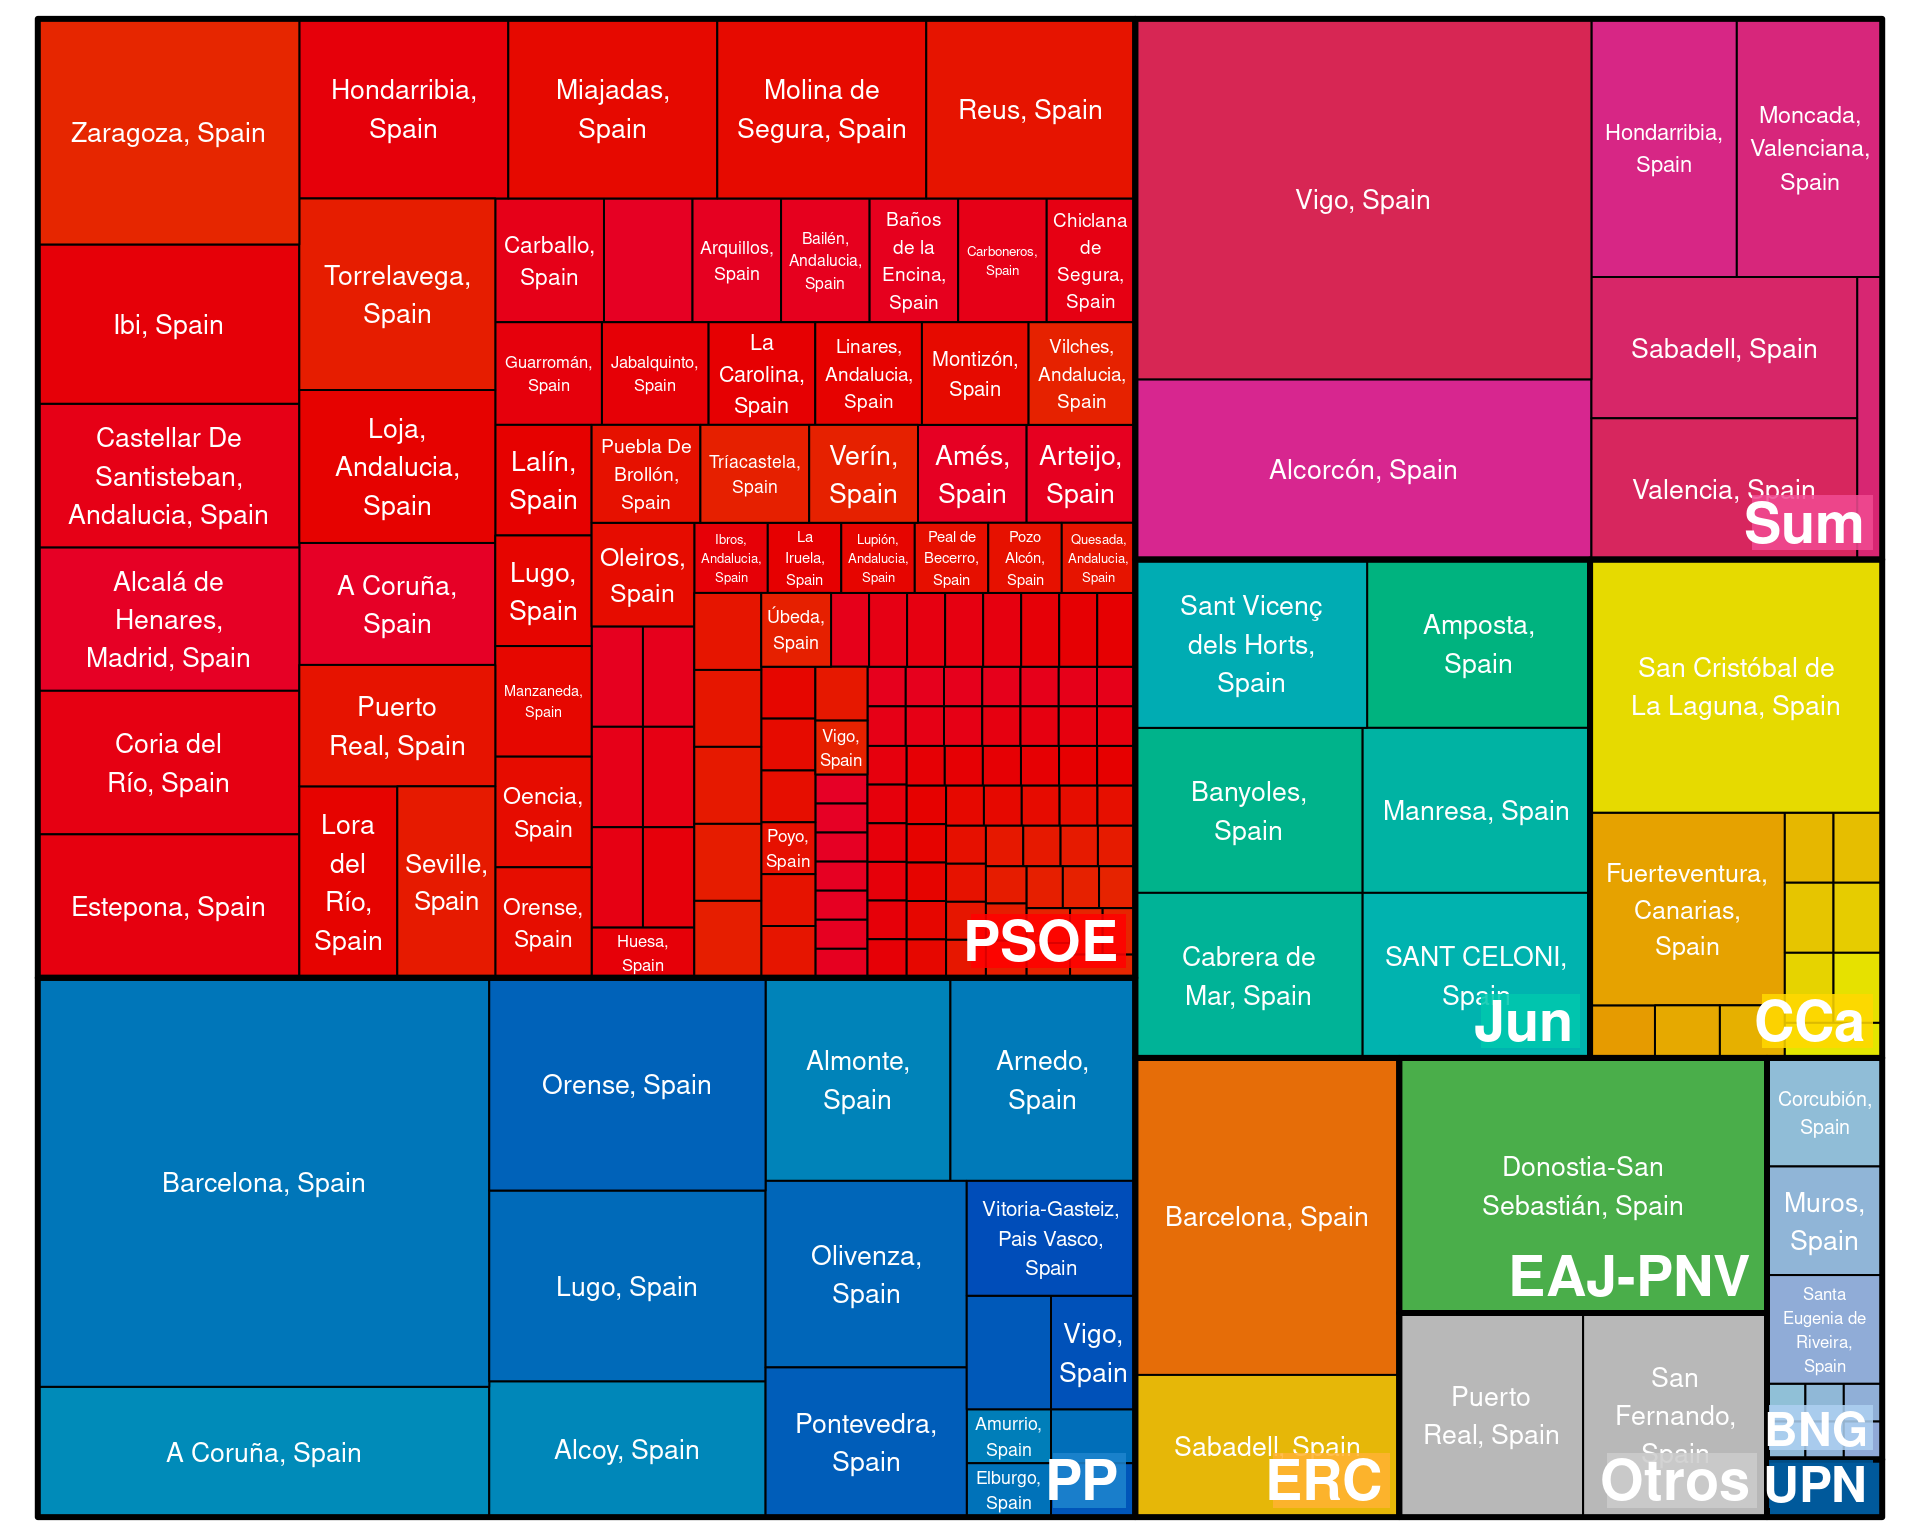 Zaragoza, Spain
Ibi, Spain
Castellar De
Santisteban,
Andalucia, Spain
Alcalá de
Henares,
Madrid, Spain
Coria del
Río, Spain
Estepona, Spain
Hondarribia,
Spain
Miajadas,
Spain
Molina de
Segura, Spain
Reus, Spain
Torrelavega,
Spain
Loja,
Andalucia,
Spain
A Coruña,
Spain
Puerto
Real, Spain
Lora
del
Río,
Spain
Seville,
Spain
Carballo,
Spain
Arquillos,
Spain
Bailén,
Andalucia,
Spain
Baños
de la
Encina,
Spain
Carboneros,
Spain
Chiclana
de
Segura,
Spain
Guarromán,
Spain
Jabalquinto,
Spain
La
Carolina,
Spain
Linares,
Andalucia,
Spain
Montizón,
Spain
Vilches,
Andalucia,
Spain
Lalín,
Spain
Lugo,
Spain
Manzaneda,
Spain
Oencia,
Spain
Orense,
Spain
Puebla De
Brollón,
Spain
Tríacastela,
Spain
Verín,
Spain
Amés,
Spain
Arteijo,
Spain
Oleiros,
Spain
Huesa,
Spain
Ibros,
Andalucia,
Spain
La
Iruela,
Spain
Lupión,
Andalucia,
Spain
Peal de
Becerro,
Spain
Pozo
Alcón,
Spain
Quesada,
Andalucia,
Spain
Úbeda,
Spain
Vigo,
Spain
Poyo,
Spain
PSOE
Barcelona, Spain
A Coruña, Spain
Orense, Spain
Lugo, Spain
Alcoy, Spain
Almonte,
Spain
Arnedo,
Spain
Olivenza,
Spain
Pontevedra,
Spain
Vitoria-Gasteiz,
Pais Vasco,
Spain
Vigo,
Spain
Amurrio,
Spain
Elburgo,
Spain
PP
Vigo, Spain
Alcorcón, Spain
Hondarribia,
Spain
Moncada,
Valenciana,
Spain
Sabadell, Spain
Valencia, Spain
Sum
Sant Vicenç
dels Horts,
Spain
Amposta,
Spain
Banyoles,
Spain
Manresa, Spain
Cabrera de
Mar, Spain
SANT CELONI,
Spain
Jun
San Cristóbal de
La Laguna, Spain
Fuerteventura,
Canarias,
Spain
CCa
Barcelona, Spain
Sabadell, Spain
ERC
Donostia-San
Sebastián, Spain
EAJ-PNV
Puerto
Real, Spain
San
Fernando,
Spain
Otros
Corcubión,
Spain
Muros,
Spain
Santa
Eugenia de
Riveira,
Spain
BNG
UPN